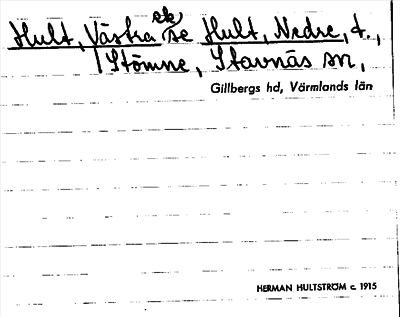 Hult, Västra ek se Hult, Nedre, t.,
Stömne, Stavnäs sn,
Gillbergs hd, Värmlands län
HERMAN HULTSTRÖM c. 1915